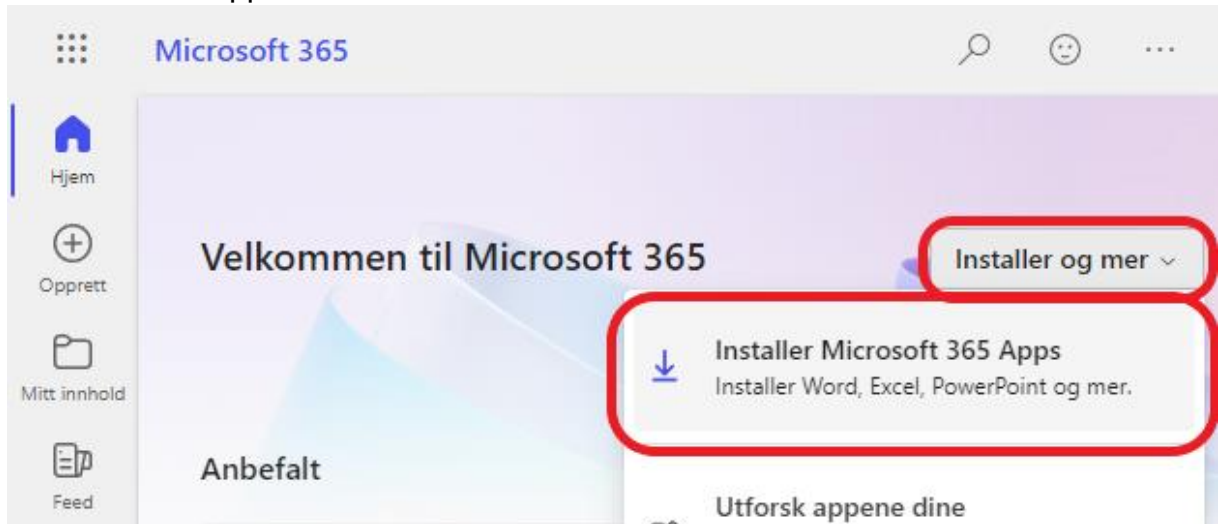 Microsoft 365
Hjem
Opprett
Mitt innhold
Feed
Velkommen til Microsoft 365
Installer og mer
Installer Microsoft 365 Apps
Installer Word, Excel, PowerPoint og mer.
Anbefalt
Utforsk appene dine